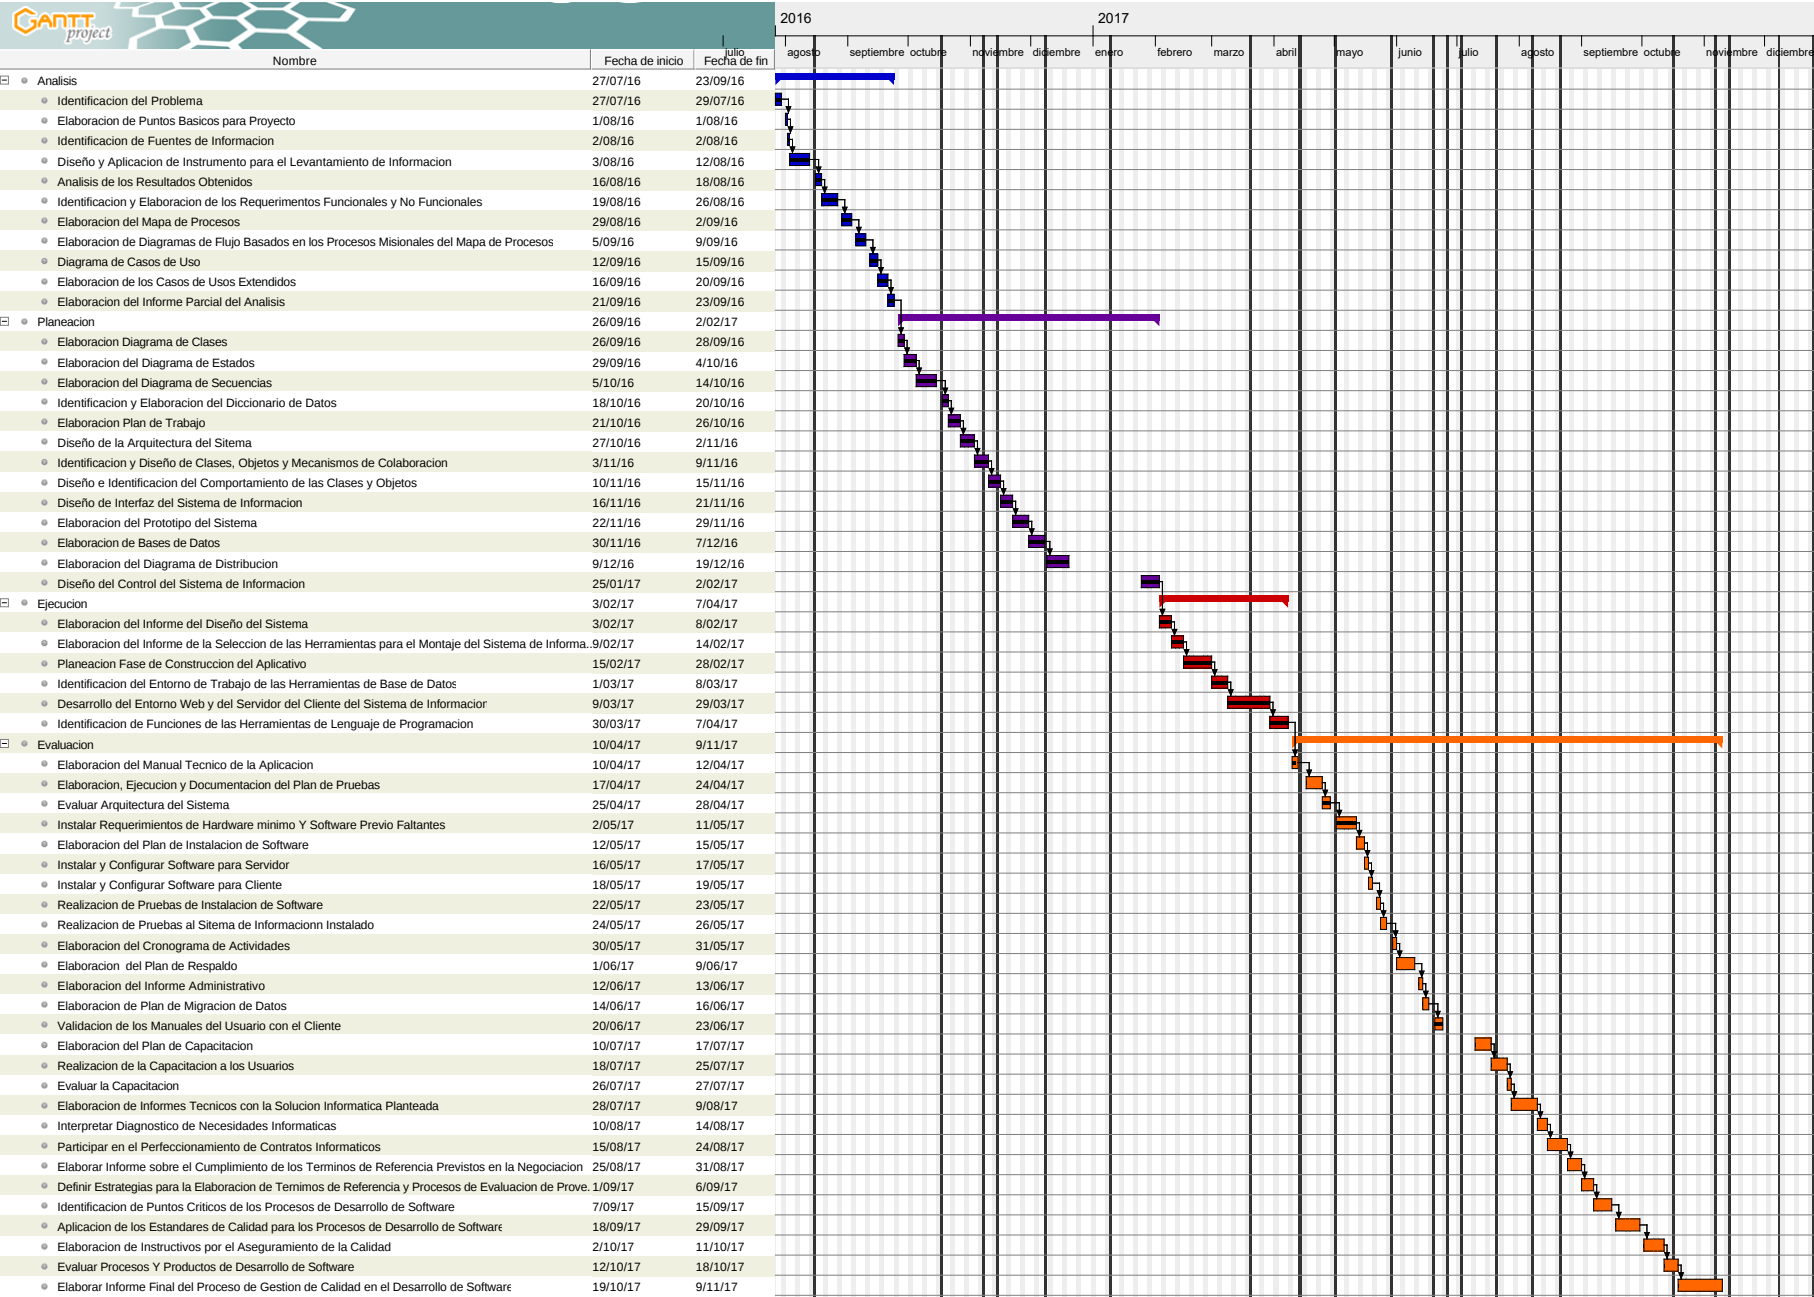 GANTT
project
2016 2017
julio agosto septiembre octubre noviembre diciembre enero febrero marzo abril mayo junio julio agosto septiembre octubre noviembre diciembre
Nombre Fecha de inicio Fecha de fin
Analisis 27/07/16 23/09/16
Identificacion del Problema 27/07/16 29/07/16
Elaboracion de Puntos Basicos para Proyecto 1/08/16 1/08/16
Identificacion de Fuentes de Informacion 2/08/16 2/08/16
Diseño y Aplicacion de Instrumento para el Levantamiento de Informacion 3/08/16 12/08/16
Analisis de los Resultados Obtenidos 16/08/16 18/08/16
Identificacion y Elaboracion de los Requerimentos Funcionales y No Funcionales 19/08/16 26/08/16
Elaboracion del Mapa de Procesos 29/08/16 2/09/16
Elaboracion de Diagramas de Flujo Basados en los Procesos Misionales del Mapa de Procesos 5/09/16 9/09/16
Diagrama de Casos de Uso 12/09/16 15/09/16
Elaboracion de los Casos de Usos Extendidos 16/09/16 20/09/16
Elaboracion del Informe Parcial del Analisis 21/09/16 23/09/16
Planeacion 26/09/16 2/02/17
Elaboracion Diagrama de Clases 26/09/16 28/09/16
Elaboracion del Diagrama de Estados 29/09/16 4/10/16
Elaboracion del Diagrama de Secuencias 5/10/16 14/10/16
Identificacion y Elaboracion del Diccionario de Datos 18/10/16 20/10/16
Elaboracion Plan de Trabajo 21/10/16 26/10/16
Diseño de la Arquitectura del Sitema 27/10/16 2/11/16
Identificacion y Diseño de Clases, Objetos y Mecanismos de Colaboracion 3/11/16 9/11/16
Diseño e Identificacion del Comportamiento de las Clases y Objetos 10/11/16 15/11/16
Diseño de Interfaz del Sistema de Informacion 16/11/16 21/11/16
Elaboracion del Prototipo del Sistema 22/11/16 29/11/16
Elaboracion de Bases de Datos 30/11/16 7/12/16
Elaboracion del Diagrama de Distribucion 9/12/16 19/12/16
Diseño del Control del Sistema de Informacion 25/01/17 2/02/17
Ejecucion 3/02/17 7/04/17
Elaboracion del Informe del Diseño del Sistema 3/02/17 8/02/17
Elaboracion del Informe de la Seleccion de las Herramientas para el Montaje del Sistema de Informa.. 9/02/17 14/02/17
Planeacion Fase de Construccion del Aplicativo 15/02/17 28/02/17
Identificacion del Entorno de Trabajo de las Herramientas de Base de Datos 1/03/17 8/03/17
Desarrollo del Entorno Web y del Servidor del Cliente del Sistema de Informacion 9/03/17 29/03/17
Identificacion de Funciones de las Herramientas de Lenguaje de Programacion 30/03/17 7/04/17
Evaluacion 10/04/17 9/11/17
Elaboracion del Manual Tecnico de la Aplicacion 10/04/17 12/04/17
Elaboracion, Ejecucion y Documentacion del Plan de Pruebas 17/04/17 24/04/17
Evaluar Arquitectura del Sistema 25/04/17 28/04/17
Instalar Requerimientos de Hardware minimo Y Software Previo Faltantes 2/05/17 11/05/17
Elaboracion del Plan de Instalacion de Software 12/05/17 15/05/17
Instalar y Configurar Software para Servidor 16/05/17 17/05/17
Instalar y Configurar Software para Cliente 18/05/17 19/05/17
Realizacion de Pruebas de Instalacion de Software 22/05/17 23/05/17
Realizacion de Pruebas al Sitema de Informacionn Instalado 24/05/17 26/05/17
Elaboracion del Cronograma de Actividades 30/05/17 31/05/17
Elaboracion del Plan de Respaldo 1/06/17 9/06/17
Elaboracion del Informe Administrativo 12/06/17 13/06/17
Elaboracion de Plan de Migracion de Datos 14/06/17 16/06/17
Validacion de los Manuales del Usuario con el Cliente 20/06/17 23/06/17
Elaboracion del Plan de Capacitacion 10/07/17 17/07/17
Realizacion de la Capacitacion a los Usuarios 18/07/17 25/07/17
Evaluar la Capacitacion 26/07/17 27/07/17
Elaboracion de Informes Tecnicos con la Solucion Informatica Planteada 28/07/17 9/08/17
Interpretar Diagnostico de Necesidades Informaticas 10/08/17 14/08/17
Participar en el Perfeccionamiento de Contratos Informaticos 15/08/17 24/08/17
Elaborar Informe sobre el Cumplimiento de los Terminos de Referencia Previstos en la Negociacion 25/08/17 31/08/17
Definir Estrategias para la Elaboracion de Ternimos de Referencia y Procesos de Evaluacion de Prove. 1/09/17 6/09/17
Identificacion de Puntos Criticos de los Procesos de Desarrollo de Software 7/09/17 15/09/17
Aplicacion de los Estandares de Calidad para los Procesos de Desarrollo de Software 18/09/17 29/09/17
Elaboracion de Instructivos por el Aseguramiento de la Calidad 2/10/17 11/10/17
Evaluar Procesos Y Productos de Desarrollo de Software 12/10/17 18/10/17
Elaborar Informe Final del Proceso de Gestion de Calidad en el Desarrollo de Software 19/10/17 9/11/17